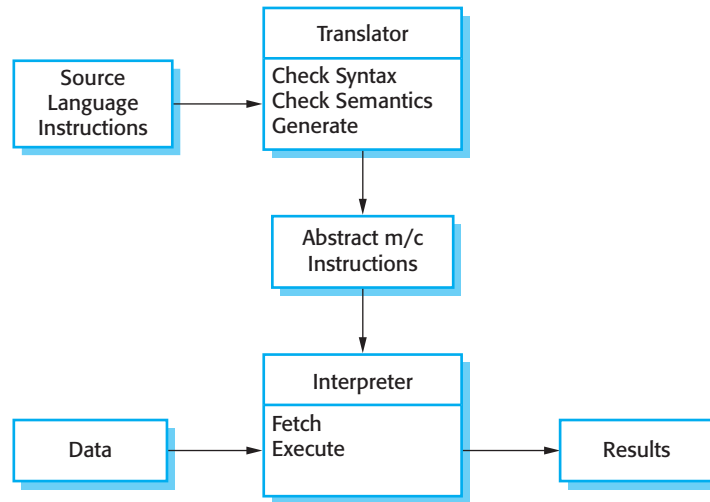 Translator
Check Syntax
Check Semantics
Generate
Source
Language
Instructions
Abstract m/c
Instructions
Interpreter
Fetch
Execute
Data
Results